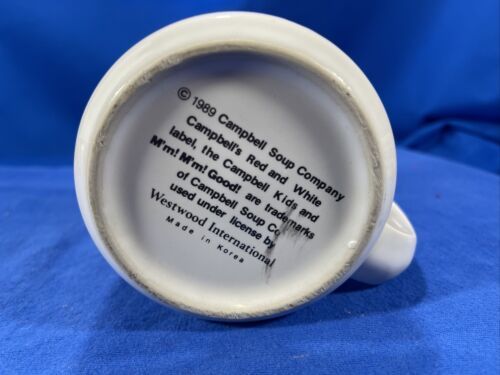 © 1989 Campbell Soup Company
Campbell's Red and White
label, the Campbell Kids and
M'm! M'm! Good! are trademarks
of Campbell Soup Co
used under license by
Westwood International
Made in Korea